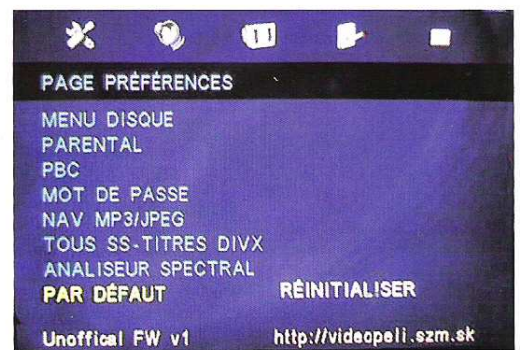 PAGE PRÉFÉRENCES
MENU DISQUE
PARENTAL
PBC
MOT DE PASSE
NAV MP3/JPEG
TOUS SS-TITRES DIVX
ANALISEUR SPECTRAL
PAR DÉFAUT RÉINITIALISER
Unoffical FW v1 http://videopeli.szm.sk